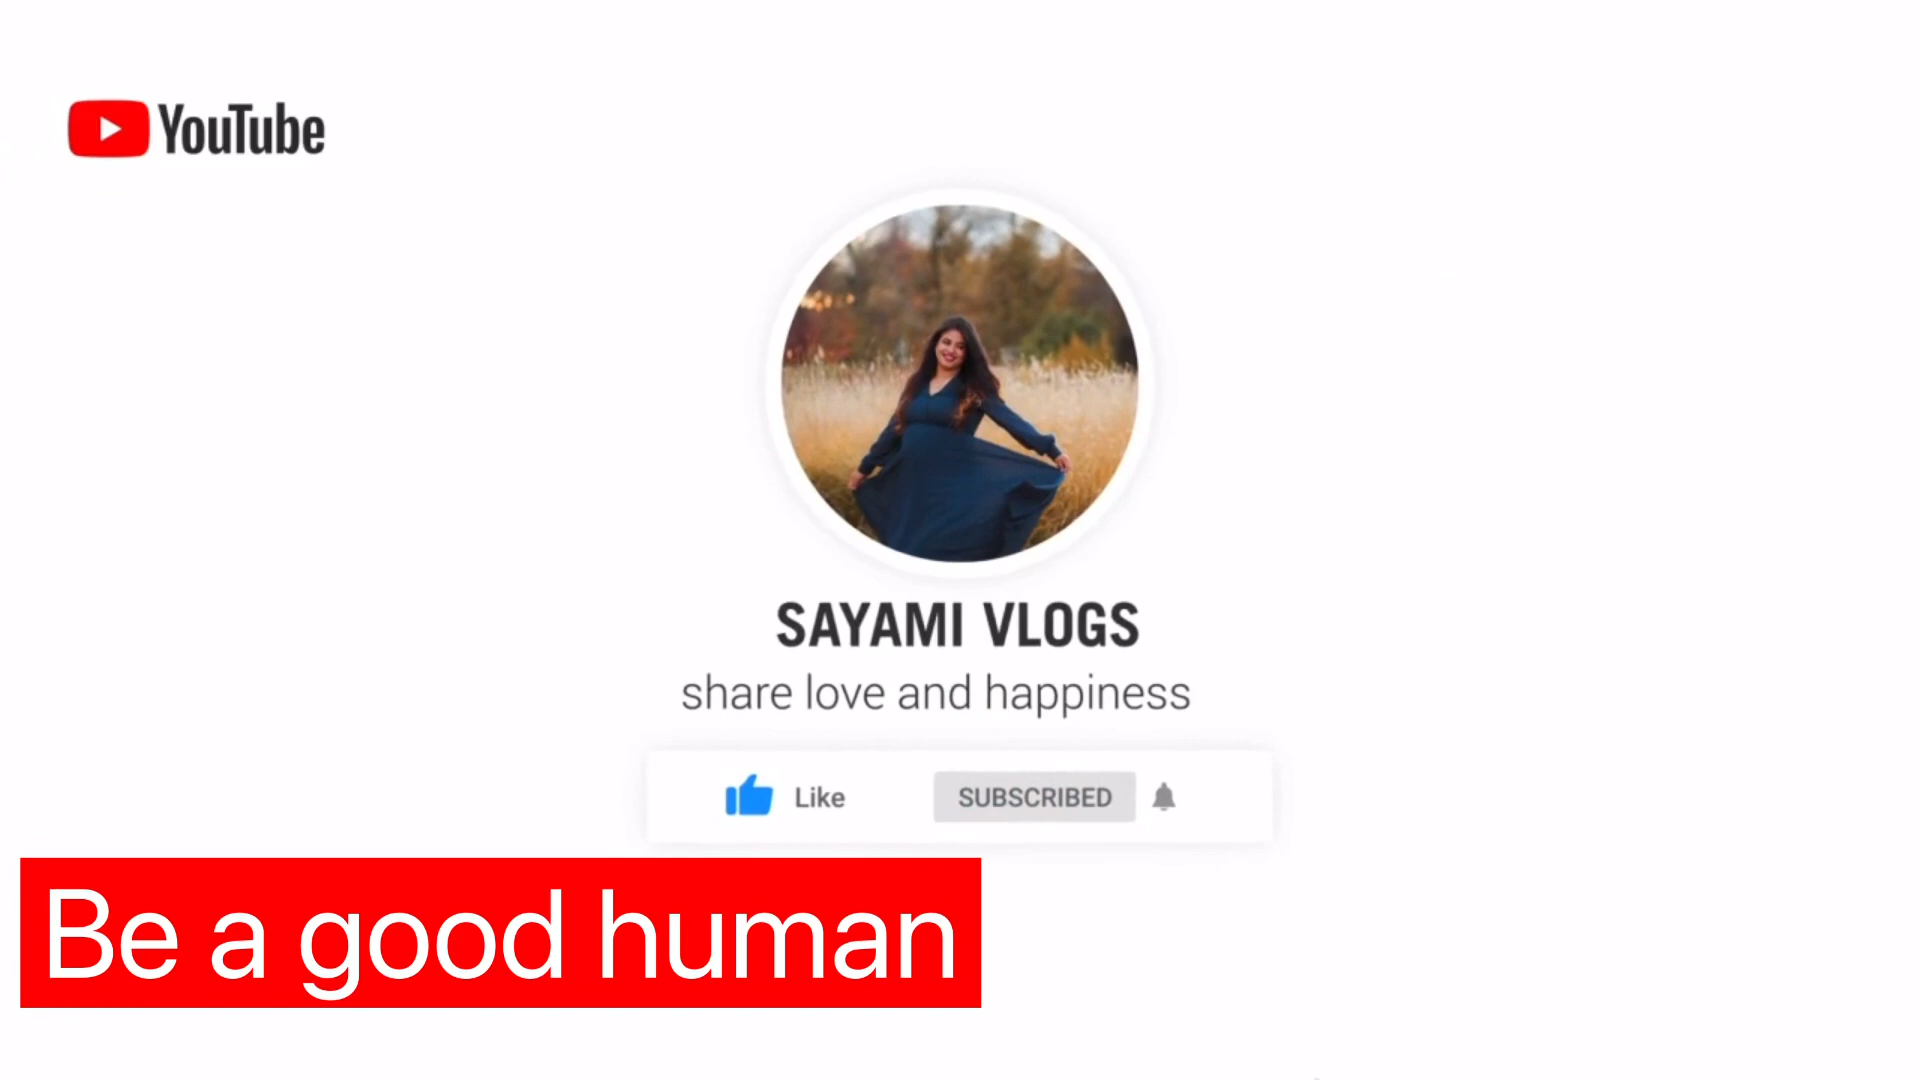 YouTube
SAYAMI VLOGS
share love and happiness
Like
SUBSCRIBED
Be a good human